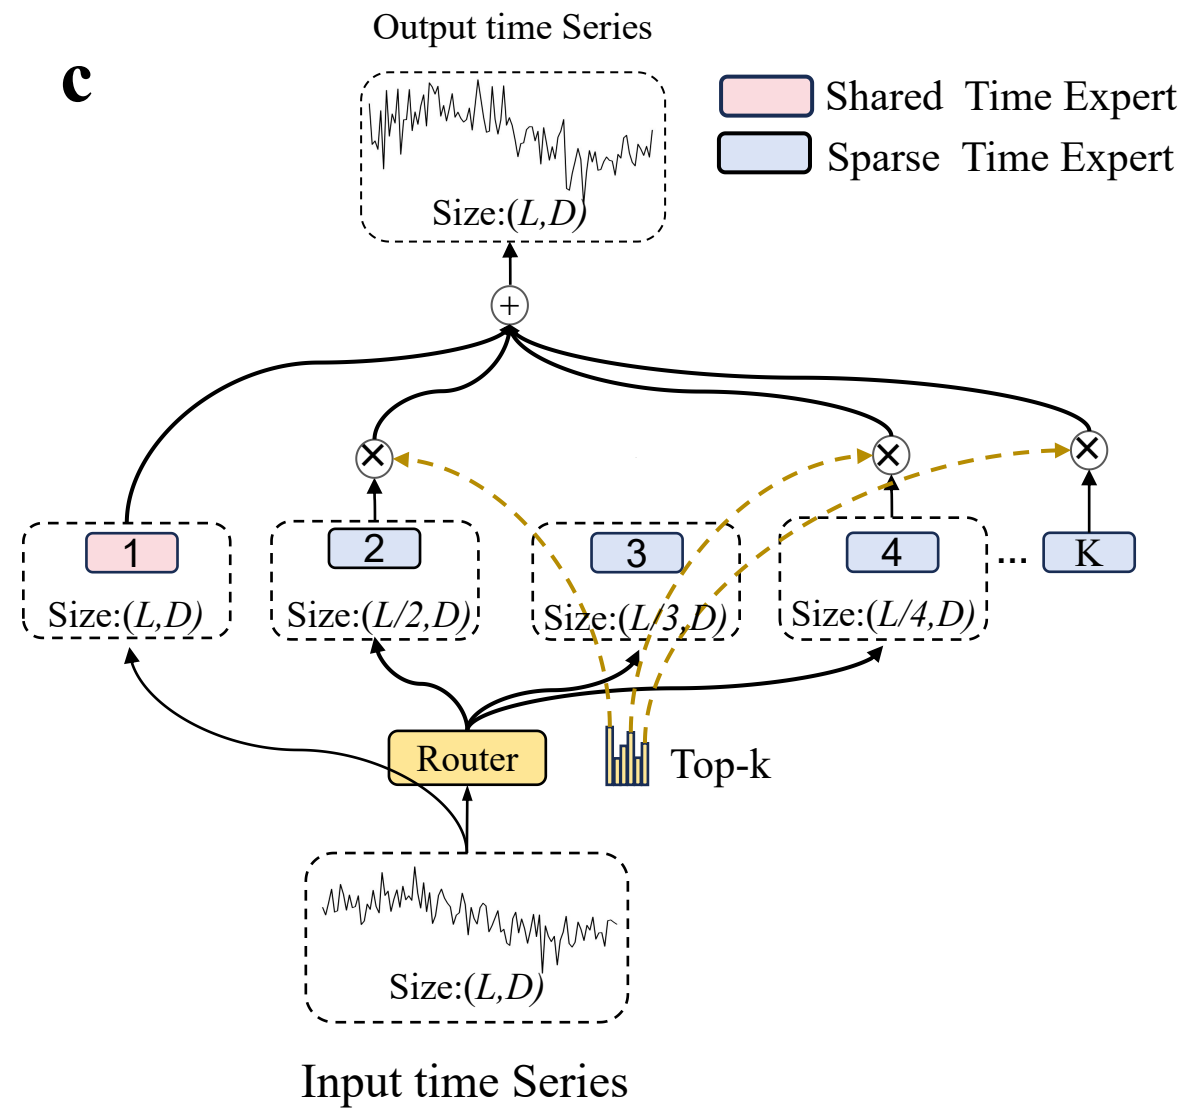 Output time Series
c
Shared Time Expert
Sparse Time Expert
Size:(L,D)
+
× × ×
1 2 3 4 ... K
Size:(L,D) Size:(L/2,D) Size:(L/3,D) Size:(L/4,D)
Router
Top-k
Size:(L,D)
Input time Series